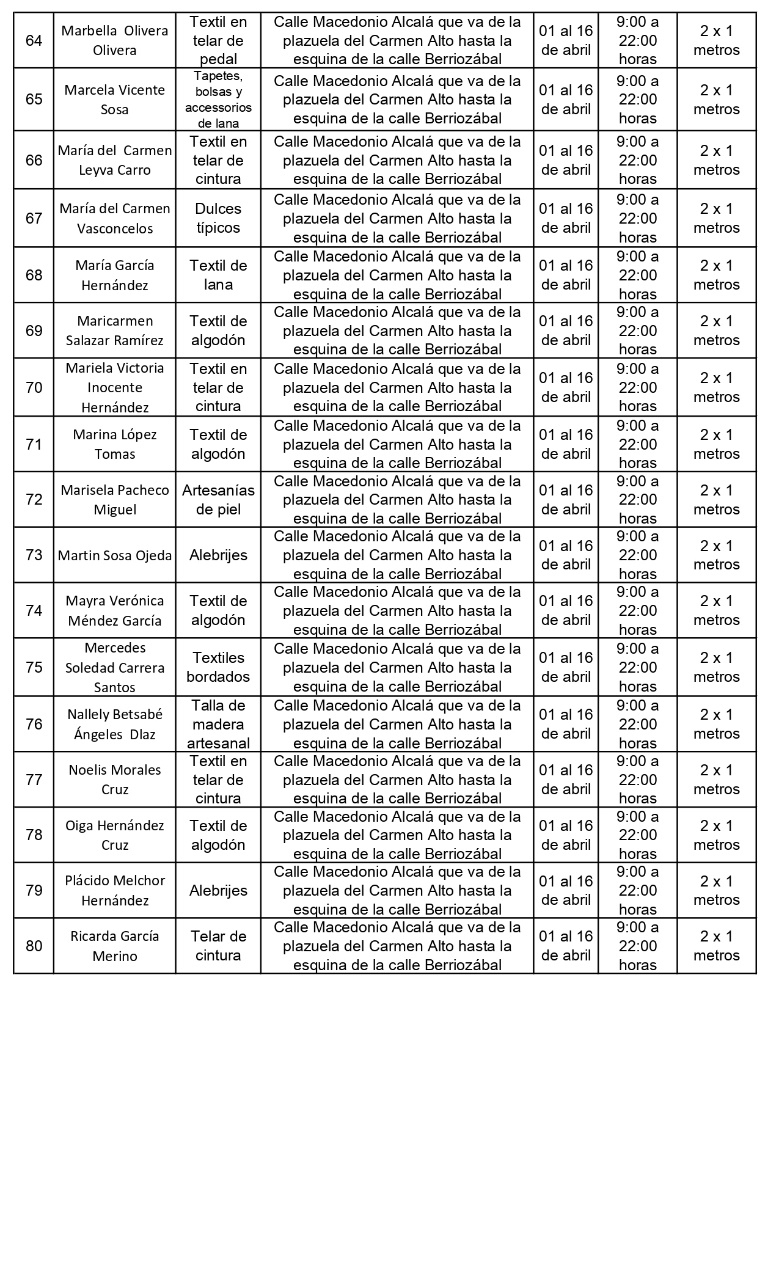 64
Marbella  Olivera
Olivera
Textil en
telar de
pedal
Calle Macedonio Alcalá que va de la
plazuela del Carmen Alto hasta la
esquina de la calle Berriozábal
01 al 16
de abril
9:00 a
22:00
horas
2 x 1
metros
65
Marcela Vicente
Sosa
Tapetes,
bolsas y
accessorios
de lana
Calle Macedonio Alcalá que va de la
plazuela del Carmen Alto hasta la
esquina de la calle Berriozábal
01 al 16
de abril
9:00 a
22:00
horas
2 x 1
metros
66
María del  Carmen
Leyva Carro
Textil en
telar de
cintura
Calle Macedonio Alcalá que va de la
plazuela del Carmen Alto hasta la
esquina de la calle Berriozábal
01 al 16
de abril
9:00 a
22:00
horas
2 x 1
metros
67
María del Carmen
Vasconcelos
Dulces
típicos
Calle Macedonio Alcalá que va de la
plazuela del Carmen Alto hasta la
esquina de la calle Berriozábal
01 al 16
de abril
9:00 a
22:00
horas
2 x 1
metros
68
María García
Hernández
Textil de
lana
Calle Macedonio Alcalá que va de la
plazuela del Carmen Alto hasta la
esquina de la calle Berriozábal
01 al 16
de abril
9:00 a
22:00
horas
2 x 1
metros
69
Maricarmen
Salazar Ramírez
Textil de
algodón
Calle Macedonio Alcalá que va de la
plazuela del Carmen Alto hasta la
esquina de la calle Berriozábal
01 al 16
de abril
9:00 a
22:00
horas
2 x 1
metros
70
Mariela Victoria
Inocente
Hernández
Textil en
telar de
cintura
Calle Macedonio Alcalá que va de la
plazuela del Carmen Alto hasta la
esquina de la calle Berriozábal
01 al 16
de abril
9:00 a
22:00
horas
2 x 1
metros
71
Marina López
Tomas
Textil de
algodón
Calle Macedonio Alcalá que va de la
plazuela del Carmen Alto hasta la
esquina de la calle Berriozábal
01 al 16
de abril
9:00 a
22:00
horas
2 x 1
metros
72
Marisela Pacheco
Miguel
Artesanías
de piel
Calle Macedonio Alcalá que va de la
plazuela del Carmen Alto hasta la
esquina de la calle Berriozábal
01 al 16
de abril
9:00 a
22:00
horas
2 x 1
metros
73
Martin Sosa Ojeda
Alebrijes
Calle Macedonio Alcalá que va de la
plazuela del Carmen Alto hasta la
esquina de la calle Berriozábal
01 al 16
de abril
9:00 a
22:00
horas
2 x 1
metros
74
Mayra Verónica
Méndez García
Textil de
algodón
Calle Macedonio Alcalá que va de la
plazuela del Carmen Alto hasta la
esquina de la calle Berriozábal
01 al 16
de abril
9:00 a
22:00
horas
2 x 1
metros
75
Mercedes
Soledad Carrera
Santos
Textiles
bordados
Calle Macedonio Alcalá que va de la
plazuela del Carmen Alto hasta la
esquina de la calle Berriozábal
01 al 16
de abril
9:00 a
22:00
horas
2 x 1
metros
76
Nallely Betsabé
Ángeles  Dlaz
Talla de
madera
artesanal
Calle Macedonio Alcalá que va de la
plazuela del Carmen Alto hasta la
esquina de la calle Berriozábal
01 al 16
de abril
9:00 a
22:00
horas
2 x 1
metros
77
Noelis Morales
Cruz
Textil en
telar de
cintura
Calle Macedonio Alcalá que va de la
plazuela del Carmen Alto hasta la
esquina de la calle Berriozábal
01 al 16
de abril
9:00 a
22:00
horas
2 x 1
metros
78
Oiga Hernández
Cruz
Textil de
algodón
Calle Macedonio Alcalá que va de la
plazuela del Carmen Alto hasta la
esquina de la calle Berriozábal
01 al 16
de abril
9:00 a
22:00
horas
2 x 1
metros
79
Plácido Melchor
Hernández
Alebrijes
Calle Macedonio Alcalá que va de la
plazuela del Carmen Alto hasta la
esquina de la calle Berriozábal
01 al 16
de abril
9:00 a
22:00
horas
2 x 1
metros
80
Ricarda García
Merino
Telar de
cintura
Calle Macedonio Alcalá que va de la
plazuela del Carmen Alto hasta la
esquina de la calle Berriozábal
01 al 16
de abril
9:00 a
22:00
horas
2 x 1
metros